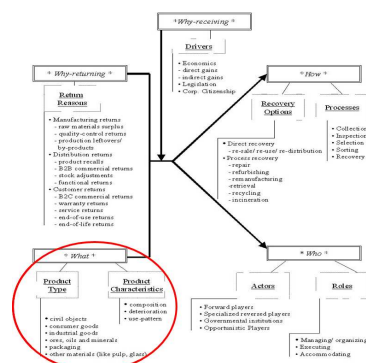 * Why-receiving *
Drivers
• Economics
- direct gains
- indirect gains
• Legislation
• Corp. Citizenship
* Why-returning *
Return
Reasons
• Manufacturing returns
- raw materials surplus
- quality-control returns
- production leftovers/
by-products
• Distribution returns
- product recalls
- B2B commercial returns
- stock adjustments
- functional returns
• Customer returns
- B2C commercial returns
- warranty returns
- service returns
- end-of-use returns
- end-of-life returns
* How *
Recovery
Options
• Direct recovery
- re-sale/ re-use/ re-distribution
• Process recovery
- repair
- refurbishing
- remanufacturing
-retrieval
- recycling
- incineration
Processes
• Collection
• Inspection
• Selection
• Sorting
• Recovery
* What *
Product
Type
• civil objects
• consumer goods
• industrial goods
• ores, oils and minerals
• packaging
• other materials (like pulp, glass)
Product
Characteristics
• composition
• deterioration
• use-pattern
* Who *
Actors
• Forward players
• Specialized reversed players
• Governmental institutions
• Opportunistic Players
Roles
• Managing/ organizing
• Executing
• Accommodating